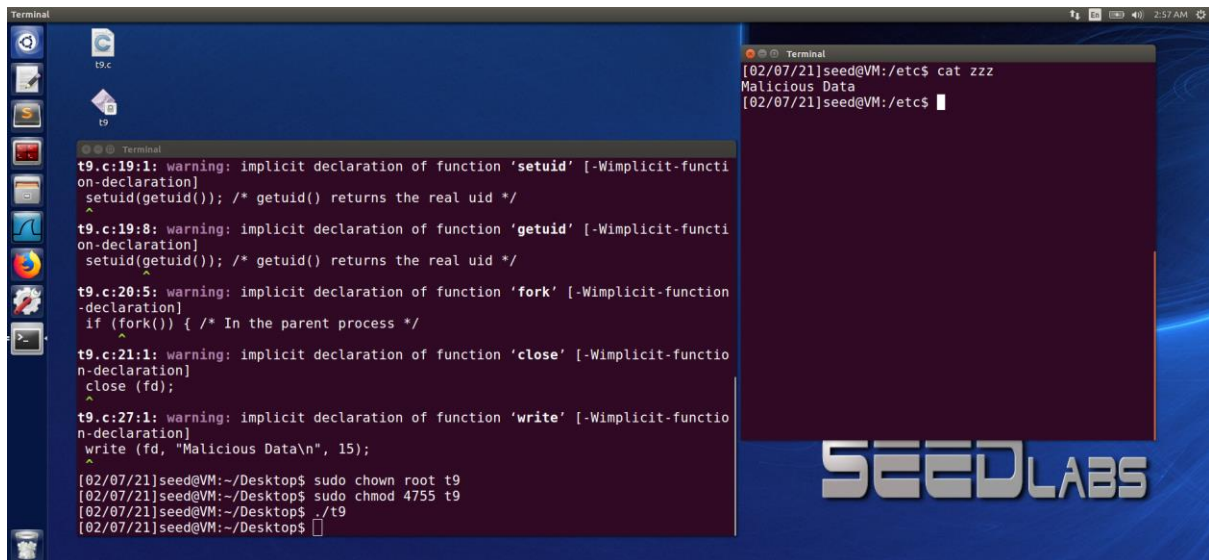 Terminal
En
2:57 AM
t9.c
t9
Terminal
t9.c:19:1: warning: implicit declaration of function ‘setuid’ [-Wimplicit-functi
on-declaration]
 setuid(getuid()); /* getuid() returns the real uid */
 ^
t9.c:19:8: warning: implicit declaration of function ‘getuid’ [-Wimplicit-functi
on-declaration]
 setuid(getuid()); /* getuid() returns the real uid */
        ^
t9.c:20:5: warning: implicit declaration of function ‘fork’ [-Wimplicit-function
-declaration]
 if (fork()) { /* In the parent process */
     ^
t9.c:21:1: warning: implicit declaration of function ‘close’ [-Wimplicit-functio
n-declaration]
 close (fd);
 ^
t9.c:27:1: warning: implicit declaration of function ‘write’ [-Wimplicit-functio
n-declaration]
 write (fd, "Malicious Data\n", 15);
 ^
[02/07/21]seed@VM:~/Desktop$ sudo chown root t9
[02/07/21]seed@VM:~/Desktop$ sudo chmod 4755 t9
[02/07/21]seed@VM:~/Desktop$ ./t9
[02/07/21]seed@VM:~/Desktop$
Terminal
[02/07/21]seed@VM:/etc$ cat zzz
Malicious Data
[02/07/21]seed@VM:/etc$
SEEDLABS